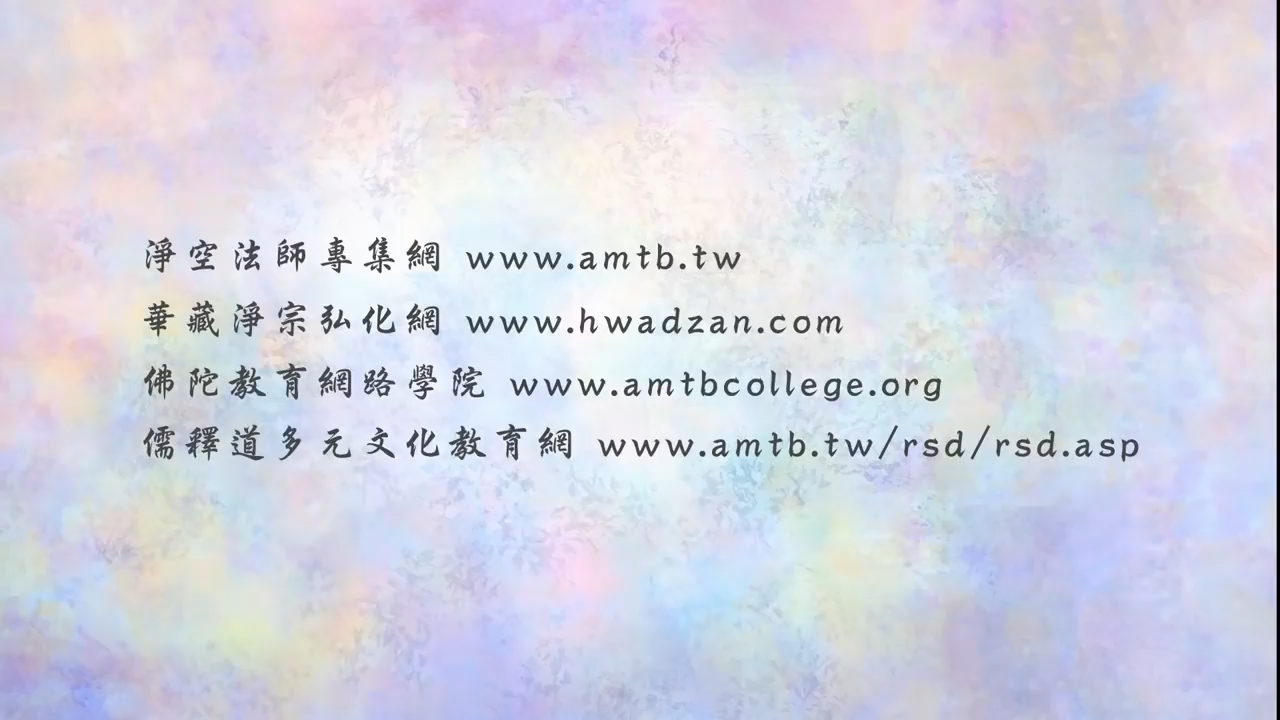 淨空法師專集網 www.amtb.tw
華藏淨宗弘化網 www.hwadzan.com
佛陀教育網路學院 www.amtbcollege.org
儒釋道多元文化教育網 www.amtb.tw/rsd/rsd.asp